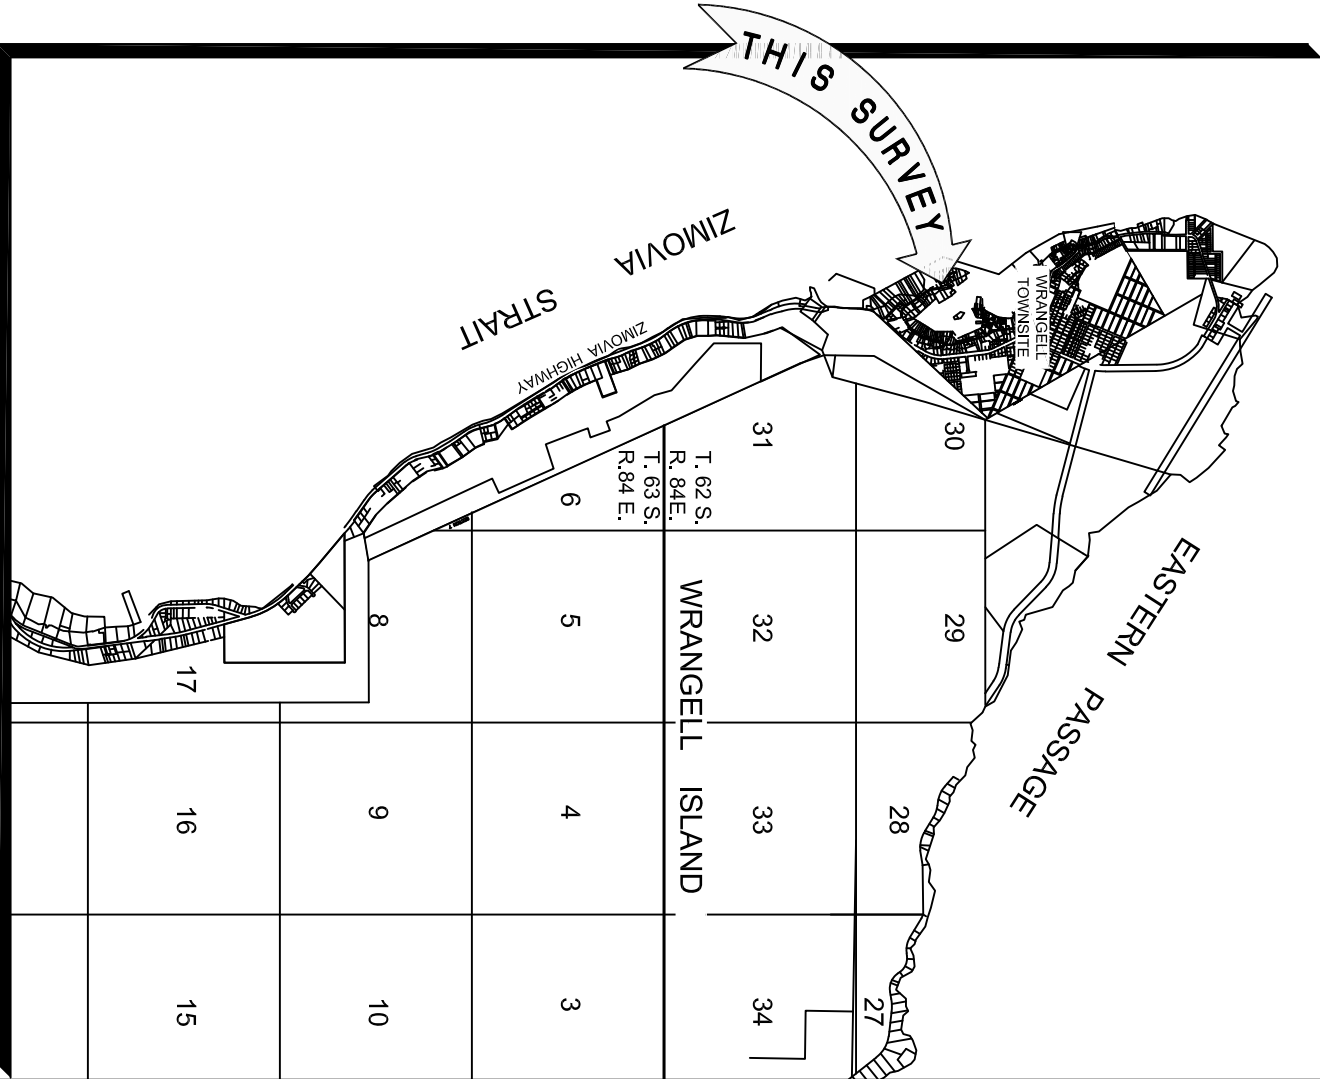 THIS SURVEY
ZIMOVIA
STRAIT
ZIMOVIA HIGHWAY
WRANGELL
TOWNSITE
EASTERN PASSAGE
WRANGELL ISLAND
T. 62 S.
R. 84E.
T. 63 S.
R.84 E.
30
31
6
29
32
5
8
17
28
33
4
9
16
27
34
3
10
15